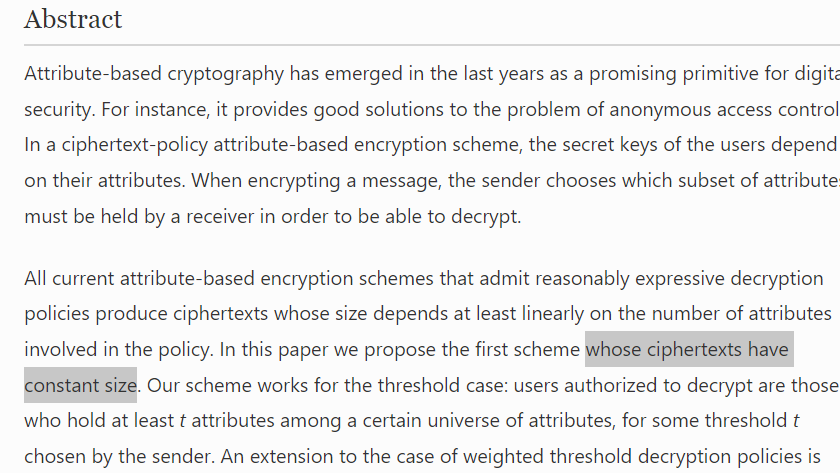 Abstract
Attribute-based cryptography has emerged in the last years as a promising primitive for digita
security. For instance, it provides good solutions to the problem of anonymous access control
In a ciphertext-policy attribute-based encryption scheme, the secret keys of the users depend
on their attributes. When encrypting a message, the sender chooses which subset of attributes
must be held by a receiver in order to be able to decrypt.
All current attribute-based encryption schemes that admit reasonably expressive decryption
policies produce ciphertexts whose size depends at least linearly on the number of attributes
involved in the policy. In this paper we propose the first scheme whose ciphertexts have
constant size. Our scheme works for the threshold case: users authorized to decrypt are those
who hold at least t attributes among a certain universe of attributes, for some threshold t
chosen by the sender. An extension to the case of weighted threshold decryption policies is